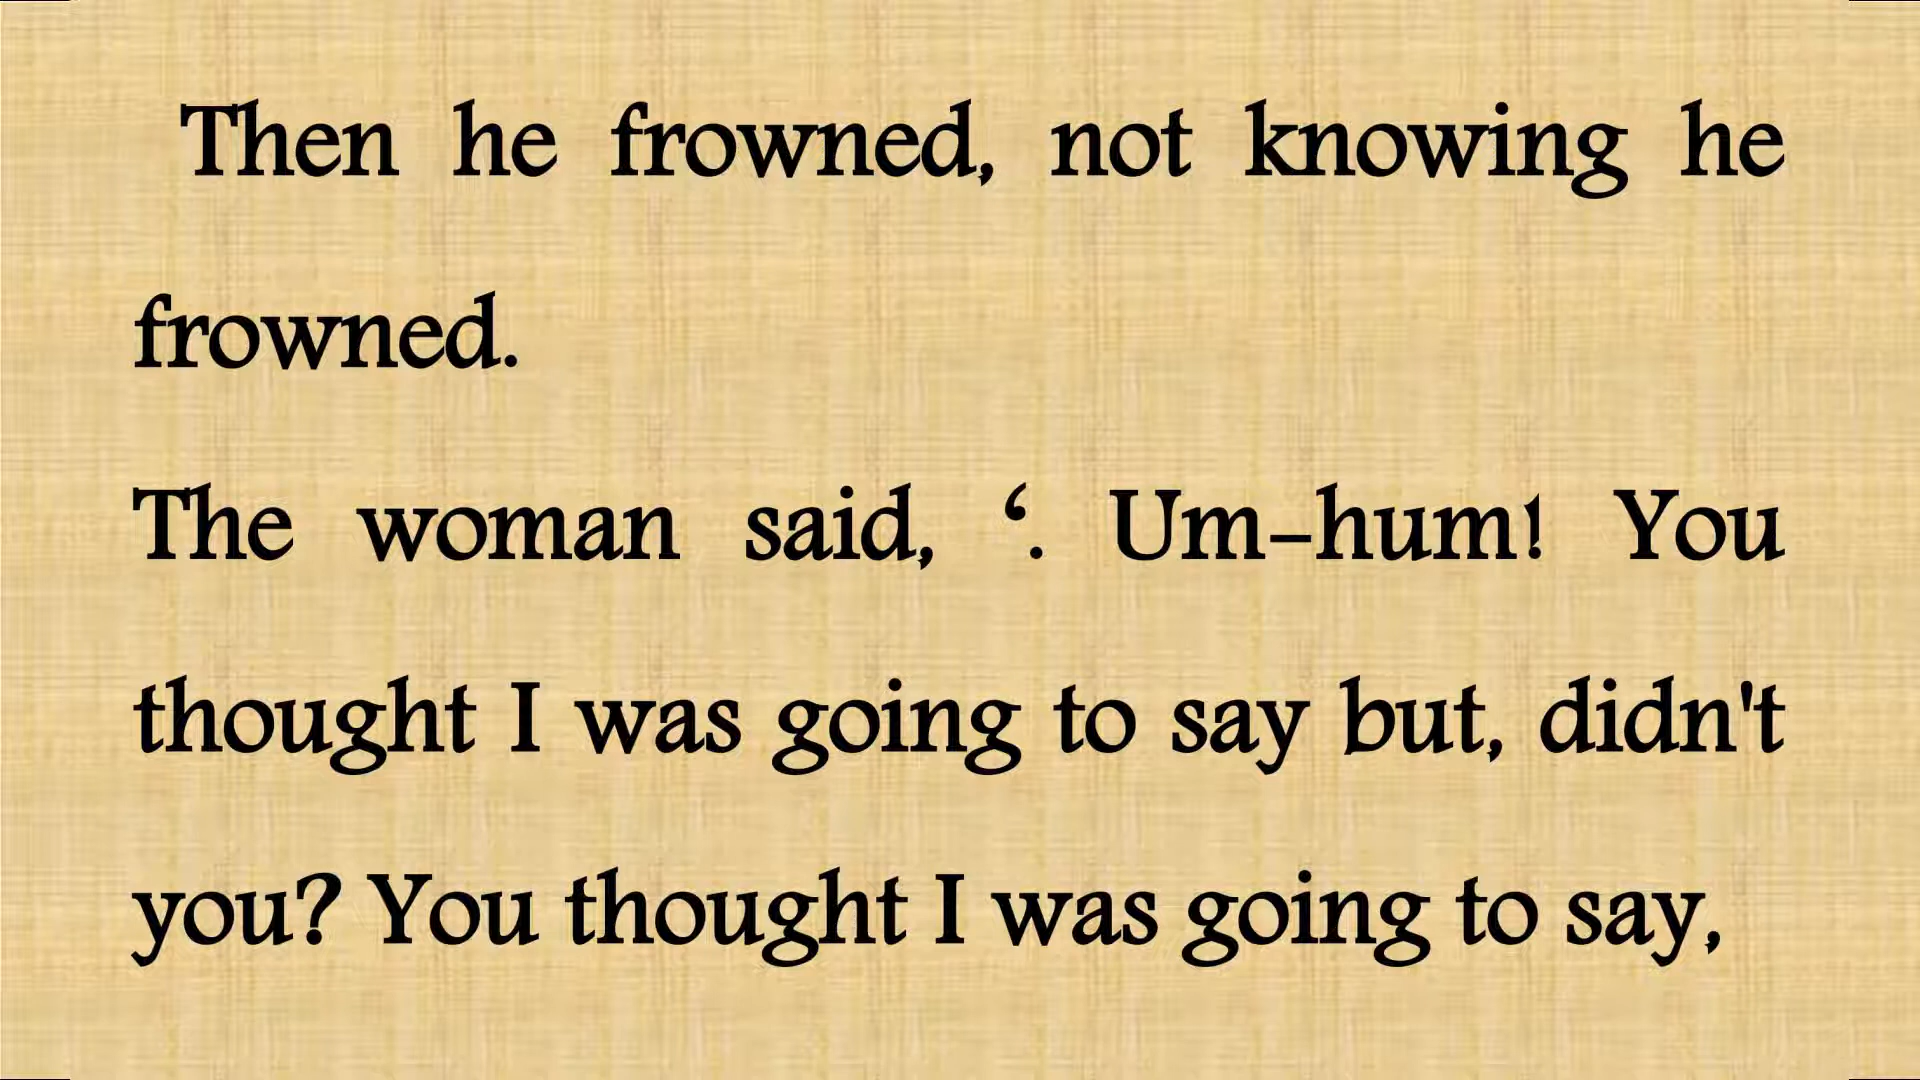 Then he frowned, not knowing he
frowned.
The woman said, ‘. Um-hum! You
thought I was going to say but, didn't
you? You thought I was going to say,